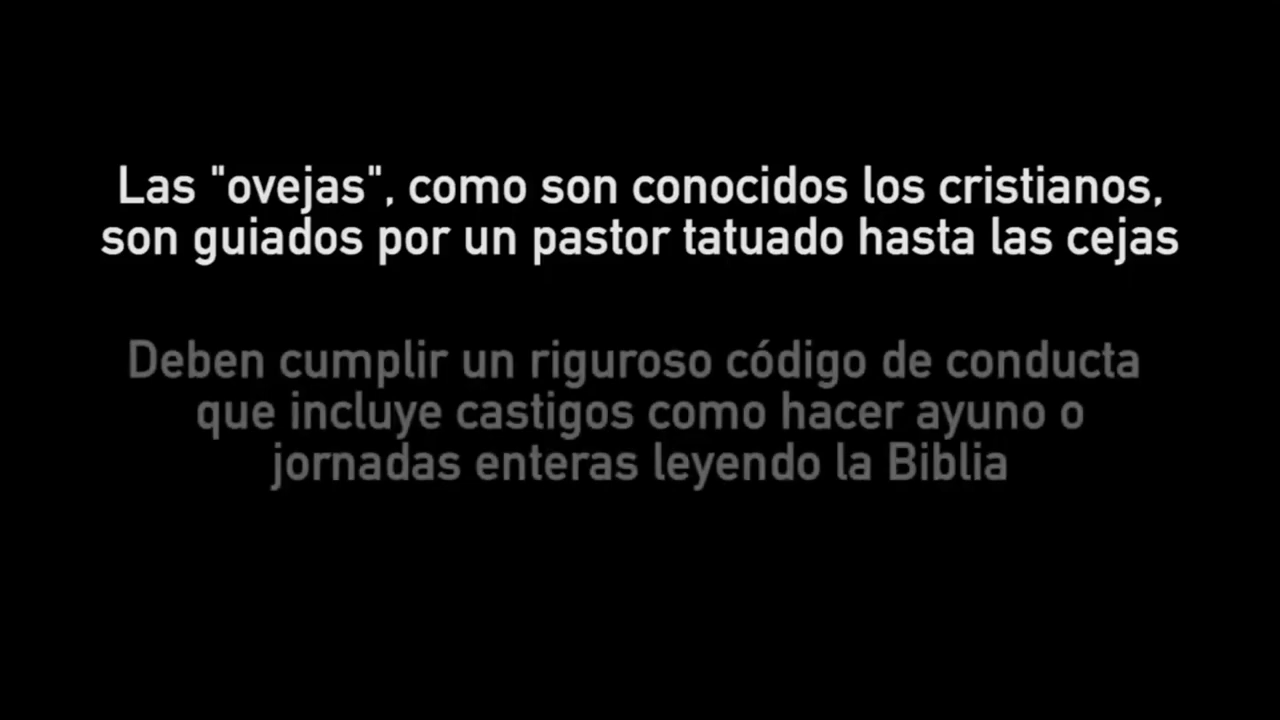 Las "ovejas", como son conocidos los cristianos,
son guiados por un pastor tatuado hasta las cejas
Deben cumplir un riguroso código de conducta
que incluye castigos como hacer ayuno o
jornadas enteras leyendo la Biblia